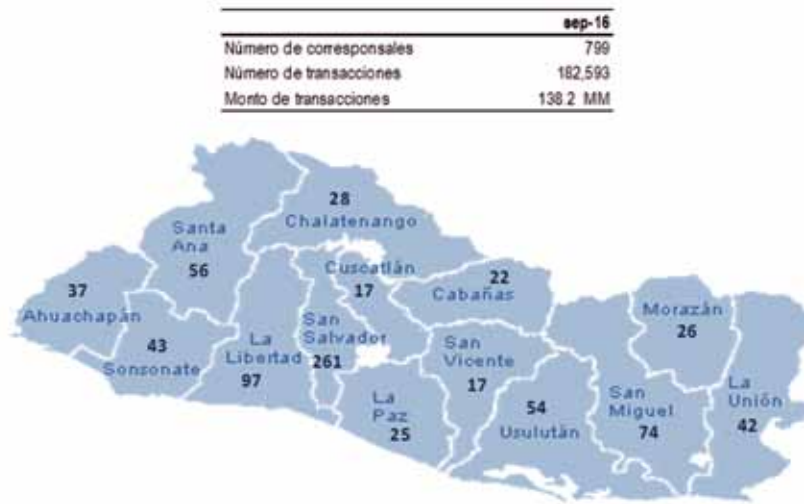 sep-16
Número de corresponsales 799
Número de transacciones 182,593
Monto de transacciones 138.2 MM
28
Chalatenango
Santa
Ana
56
Cuscatlán
17
22
Cabañas
37
Ahuachapán
43
Sonsonate
La
Libertad
97
San
Salvador
261
San
Vicente
17
La
Paz
25
54
Usulután
Morazán
26
San
Miguel
74
La
Unión
42